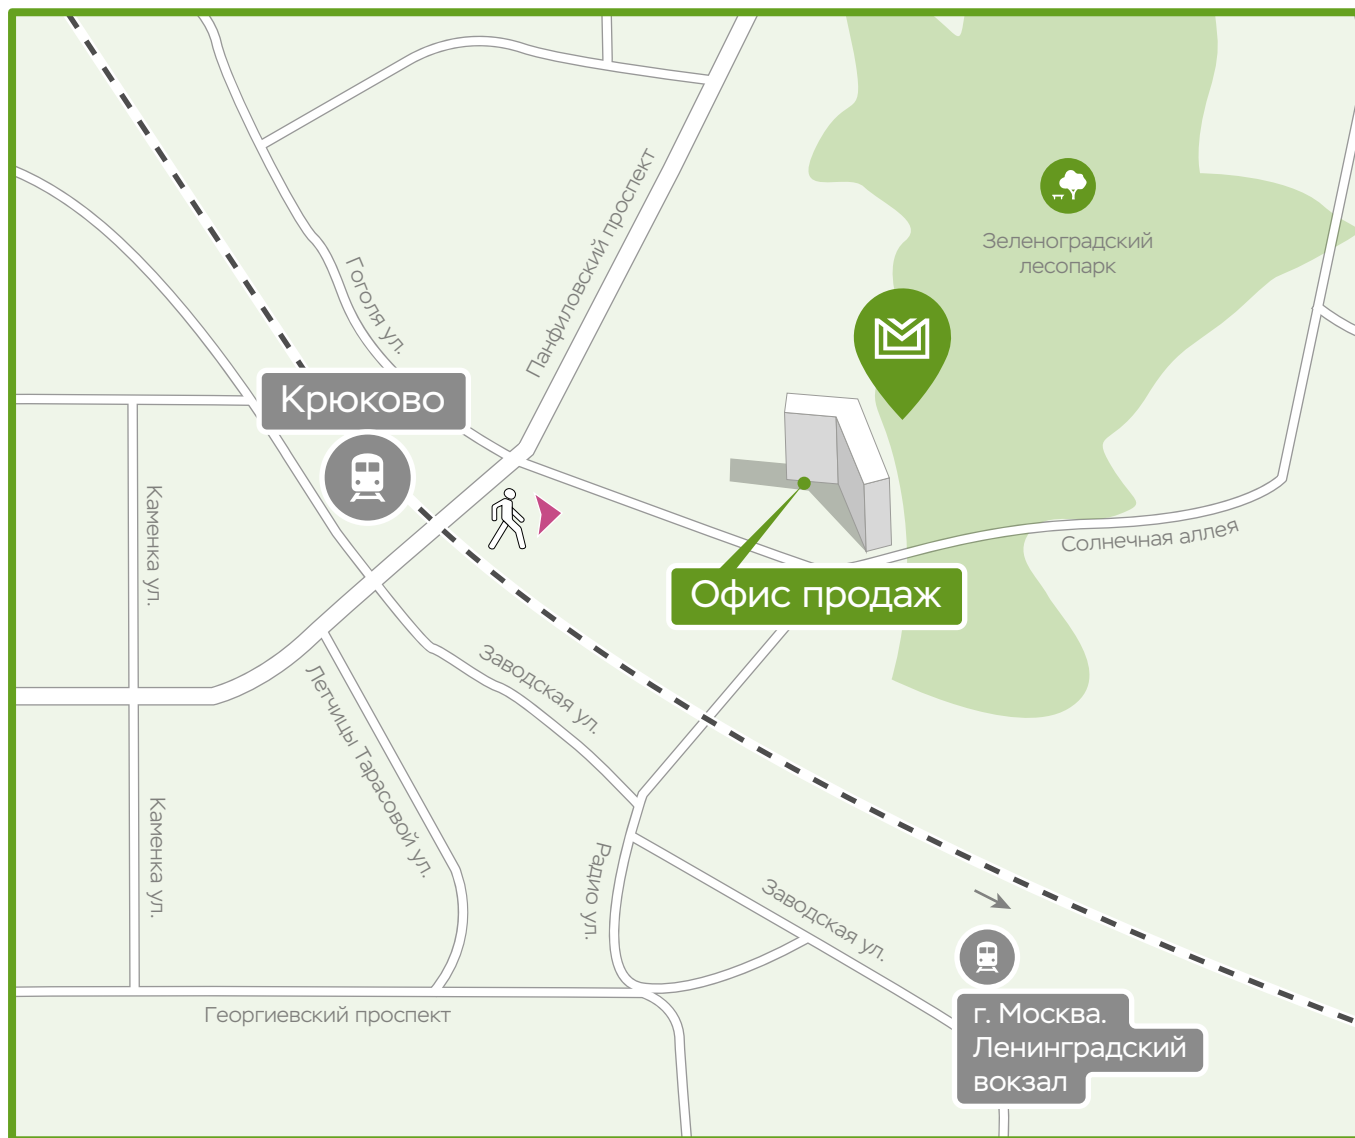 Панфиловский проспект
Зеленоградский
лесопарк
Гоголя ул.
Крюково
Каменка ул.
Солнечная аллея
Офис продаж
Заводская ул.
Летчицы Тарасовой ул.
Каменка ул.
Радио ул.
Заводская ул.
Георгиевский проспект
г. Москва.
Ленинградский
вокзал